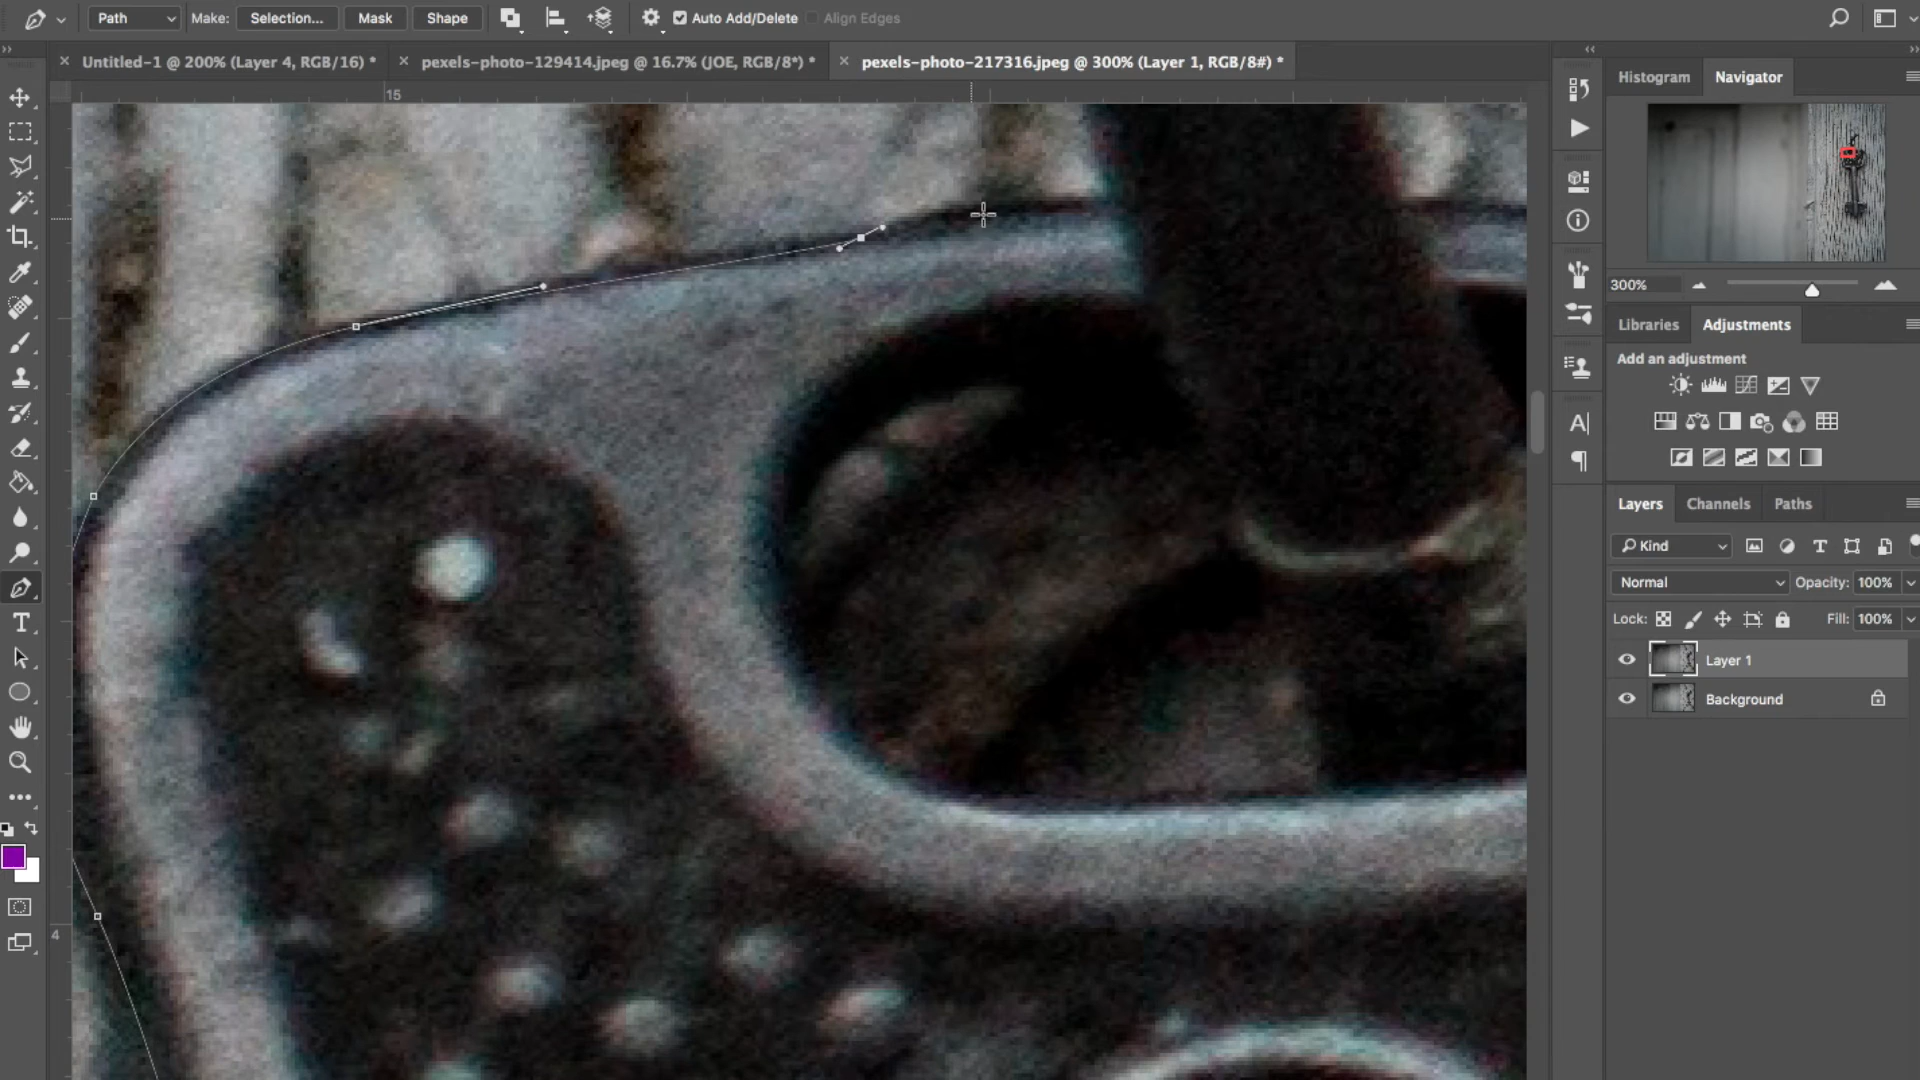 Path Make: Selection... Mask Shape Auto Add/Delete Align Edges
Untitled-1 @ 200% (Layer 4, RGB/16) * pexels-photo-129414.jpeg @ 16.7% (JOE, RGB/8*) * pexels-photo-217316.jpeg @ 300% (Layer 1, RGB/8#) *
15
4
Histogram Navigator
300%
Libraries Adjustments
Add an adjustment
Layers Channels Paths
Kind
Normal Opacity: 100%
Lock: Fill: 100%
Layer 1
Background